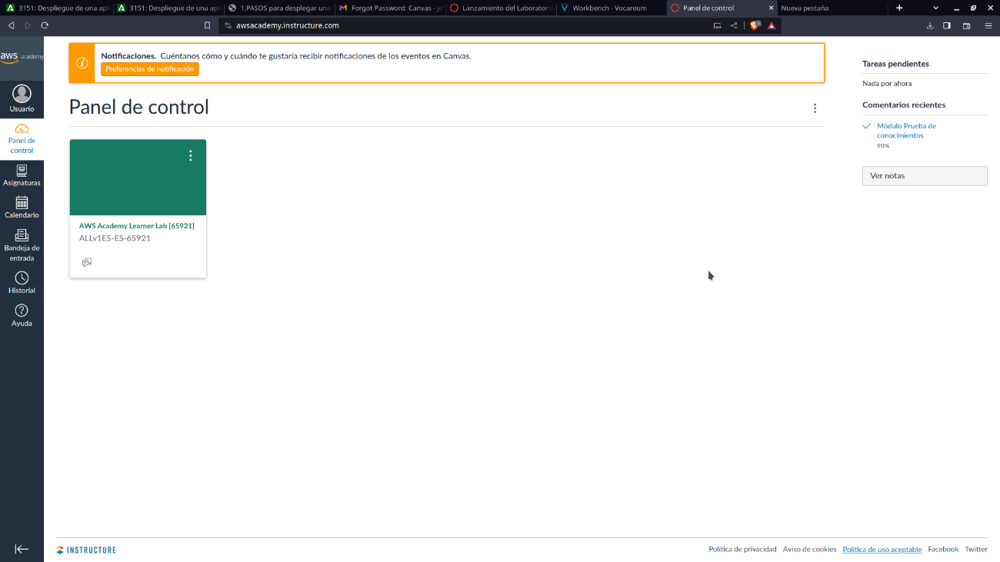 3151: Despliegue de una apl
3151: Despliegue de una apl
1.PASOS para desplegar una
Forgot Password: Canvas - je
Lanzamiento del Laboratorio
Workbench - Vocareum
Panel de control
Nueva pestaña
awsacademy.instructure.com
aws academy
Usuario
Panel de
control
Asignaturas
Calendario
Bandeja de
entrada
Historial
Ayuda
Notificaciones. Cuéntanos cómo y cuándo te gustaría recibir notificaciones de los eventos en Canvas.
Preferencias de notificación
Panel de control
AWS Academy Learner Lab [65921]
ALLv1ES-ES-65921
Tareas pendientes
Nada por ahora
Comentarios recientes
Módulo Prueba de
conocimientos
90%
Ver notas
INSTRUCTURE
Política de privacidad Aviso de cookies Política de uso aceptable Facebook Twitter